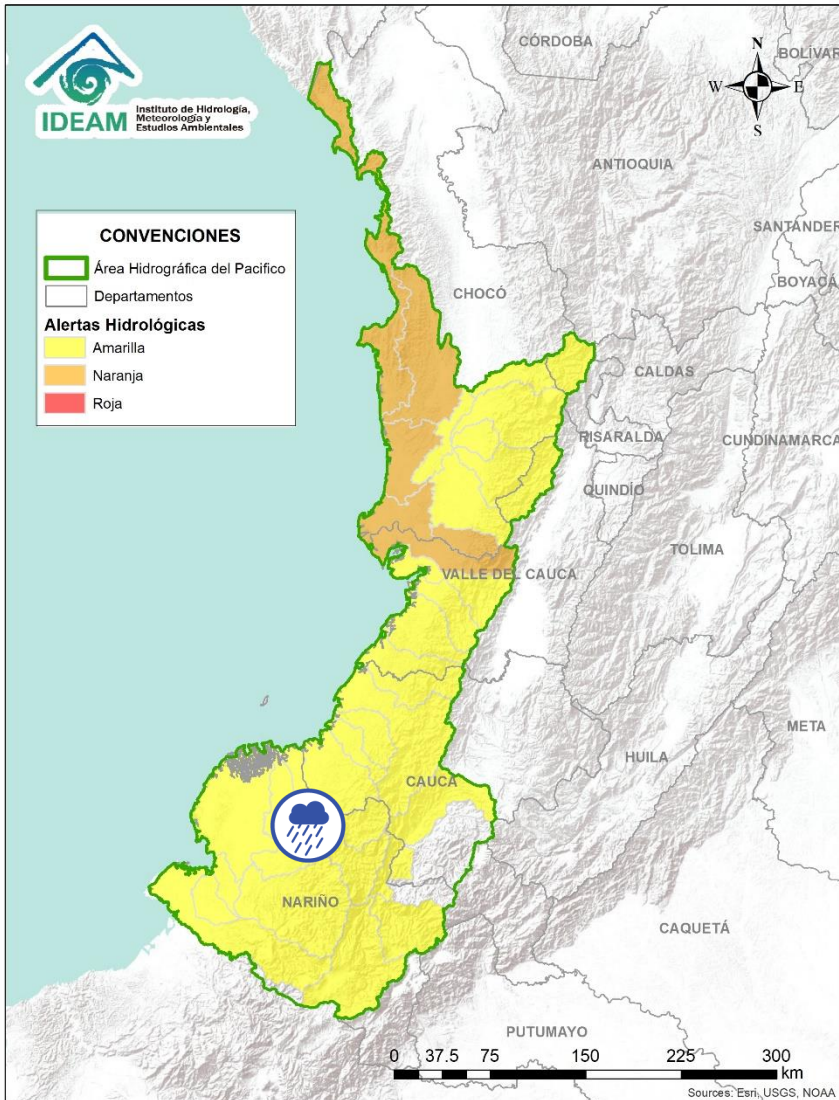 IDEAM
Instituto de Hidrología,
Meteorología y
Estudios Ambientales
CÓRDOBA
BOLÍVAR
N
W
E
S
ANTIOQUIA
SANTANDER
BOYACÁ
CONVENCIONES
Área Hidrográfica del Pacifico
Departamentos
Alertas Hidrológicas
Amarilla
Naranja
Roja
CHOCÓ
CALDAS
RISARALDA
CUNDINAMARCA
QUINDÍO
TOLIMA
VALLE DEL CAUCA
META
HUILA
CAUCA
NARIÑO
CAQUETÁ
PUTUMAYO
0 37.5 75 150 225 300
km
Sources: Esri, USGS, NOAA